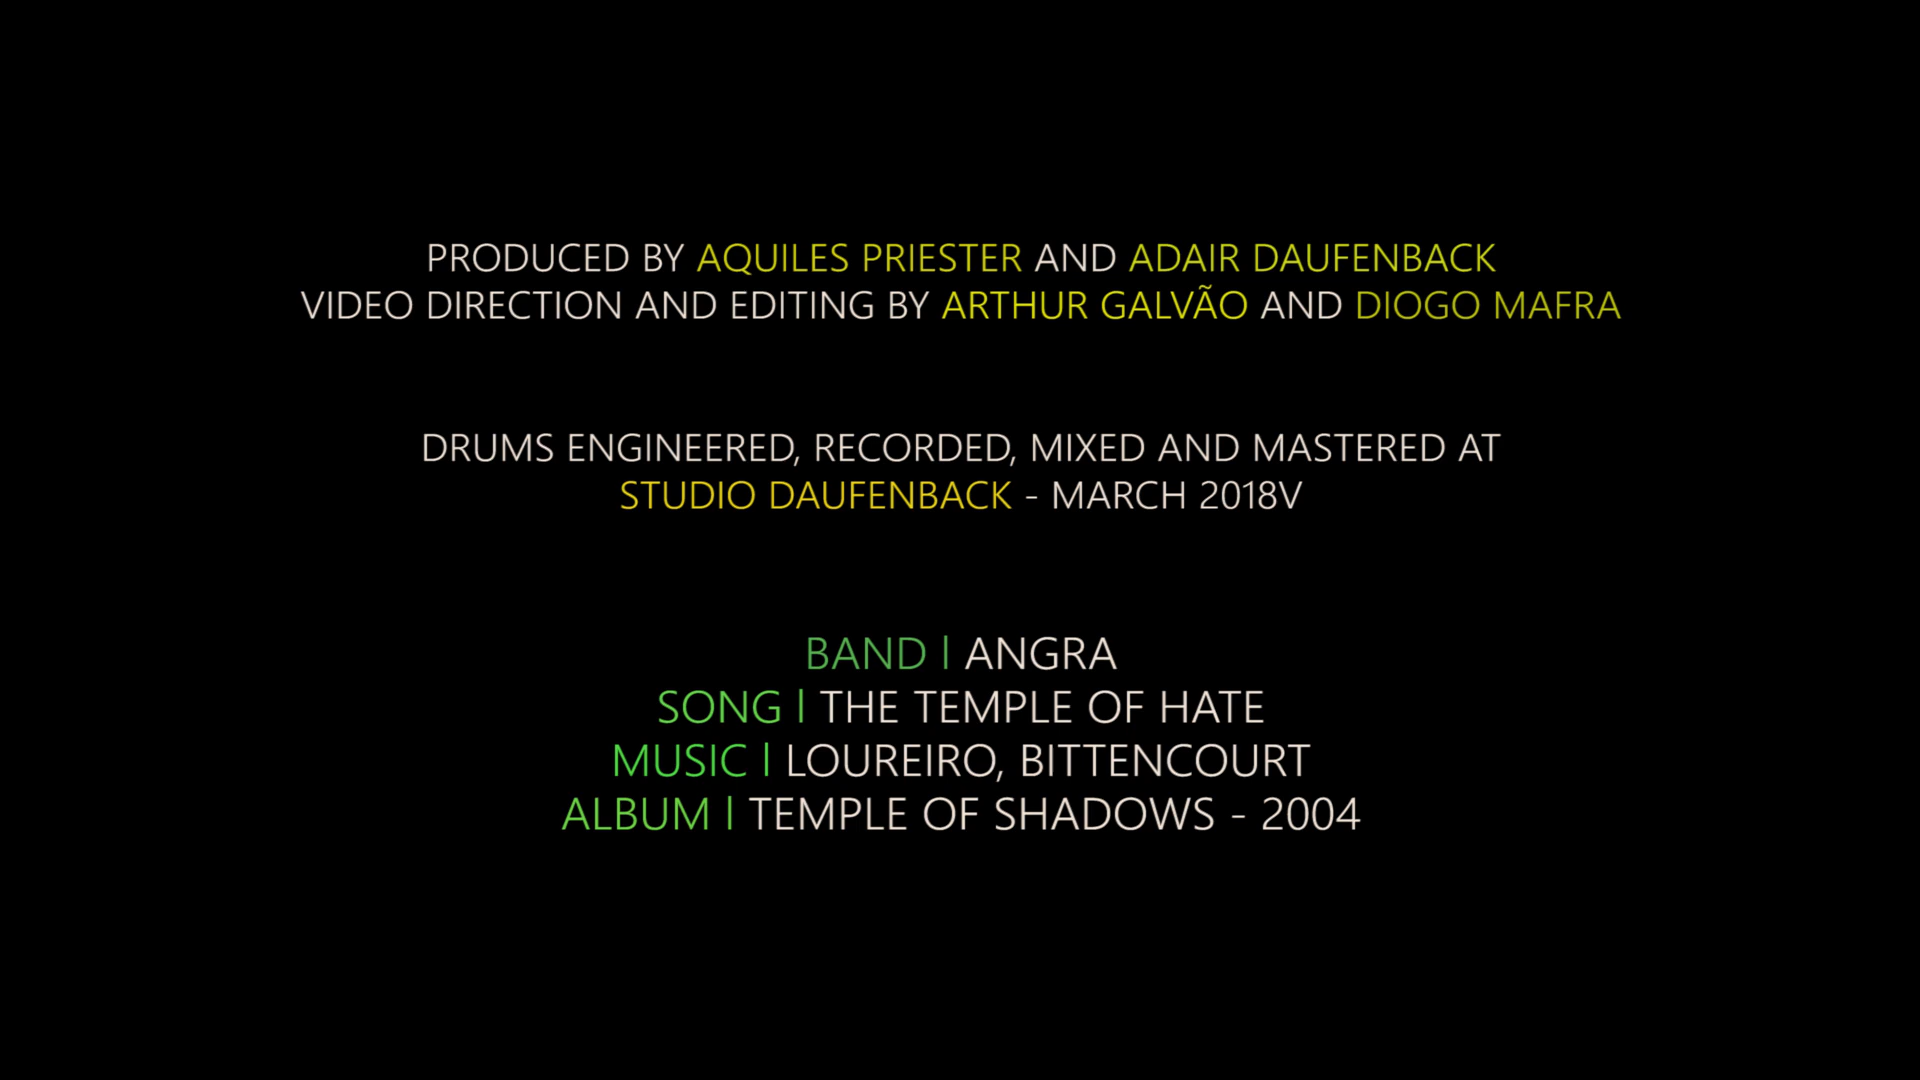 PRODUCED BY AQUILES PRIESTER AND ADAIR DAUFENBACK
VIDEO DIRECTION AND EDITING BY ARTHUR GALVÃO AND DIOGO MAFRA
DRUMS ENGINEERED, RECORDED, MIXED AND MASTERED AT
STUDIO DAUFENBACK - MARCH 2018V
BAND | ANGRA
SONG | THE TEMPLE OF HATE
MUSIC | LOUREIRO, BITTENCOURT
ALBUM | TEMPLE OF SHADOWS - 2004